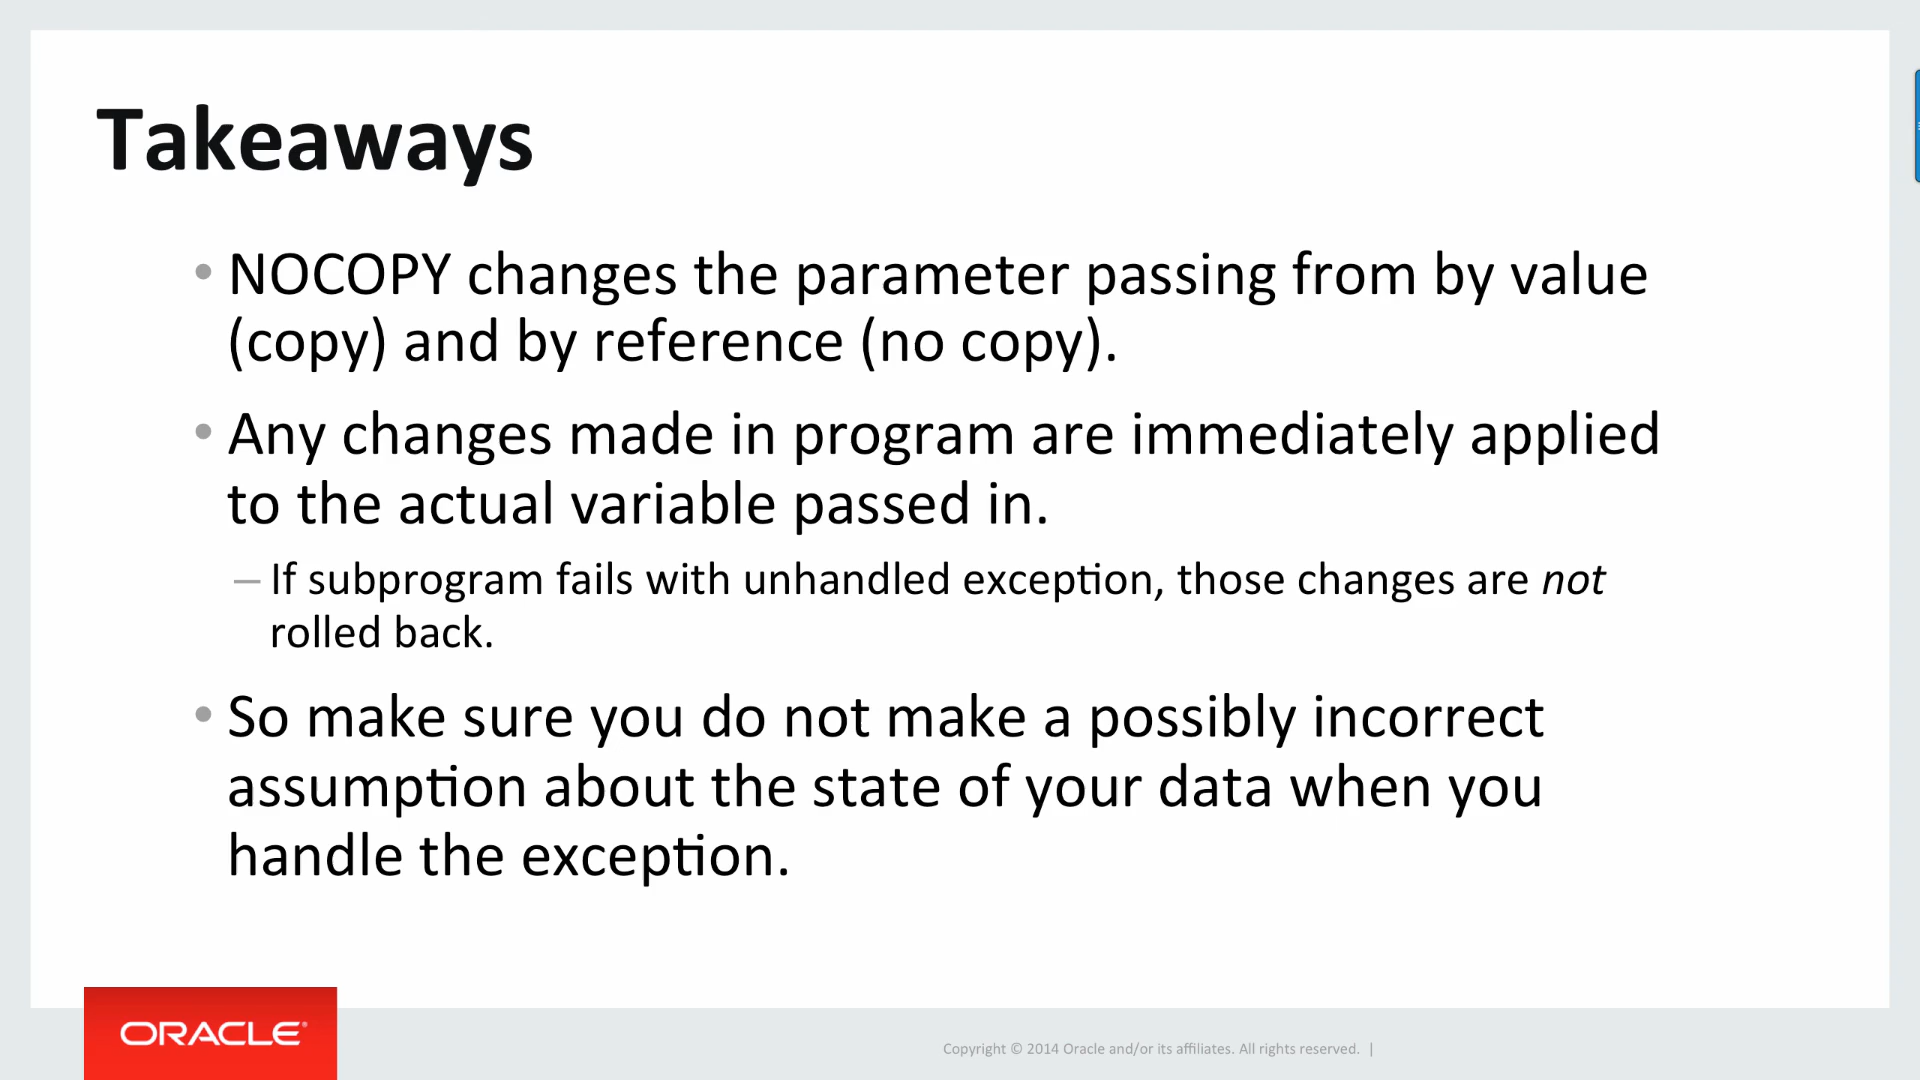 Takeaways
• NOCOPY changes the parameter passing from by value
(copy) and by reference (no copy).
• Any changes made in program are immediately applied
to the actual variable passed in.
– If subprogram fails with unhandled exception, those changes are not
rolled back.
• So make sure you do not make a possibly incorrect
assumption about the state of your data when you
handle the exception.
ORACLE®
Copyright © 2014 Oracle and/or its affiliates. All rights reserved. |